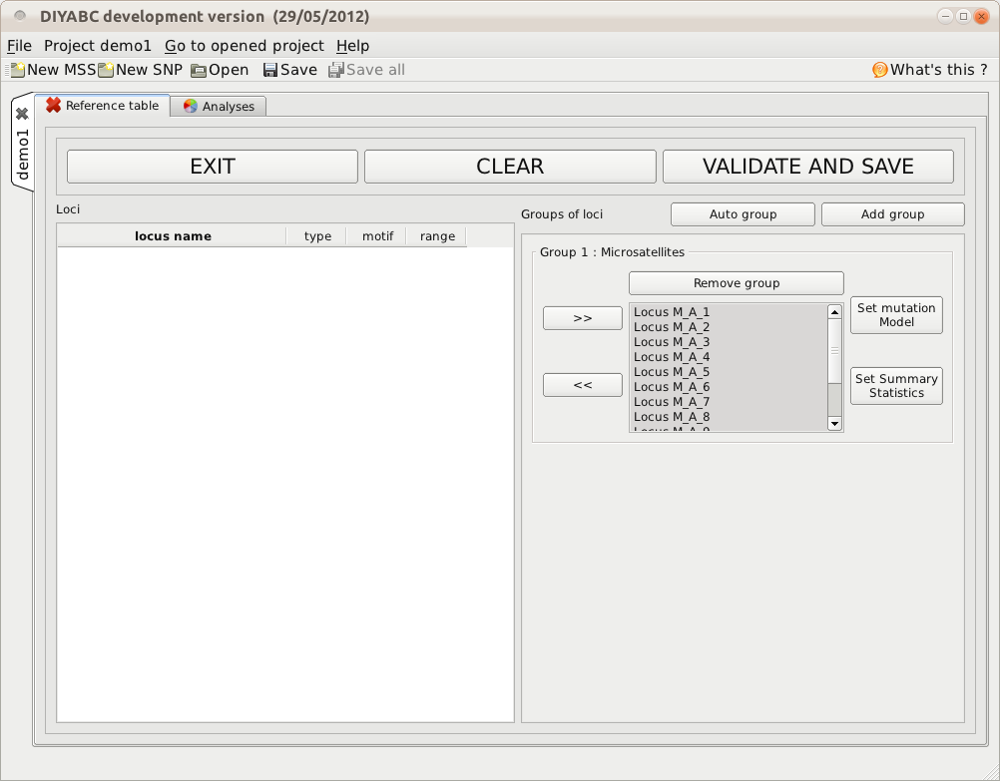 DIYABC development version (29/05/2012)
File Project demo1 Go to opened project Help
New MSS New SNP Open Save Save all What's this ?
demo1
Reference table Analyses
EXIT CLEAR VALIDATE AND SAVE
Loci
locus name type motif range
Groups of loci Auto group Add group
Group 1 : Microsatellites
Remove group
>>
<<
Locus M_A_1
Locus M_A_2
Locus M_A_3
Locus M_A_4
Locus M_A_5
Locus M_A_6
Locus M_A_7
Locus M_A_8
Locus M_A_9
Set mutation
Model
Set Summary
Statistics